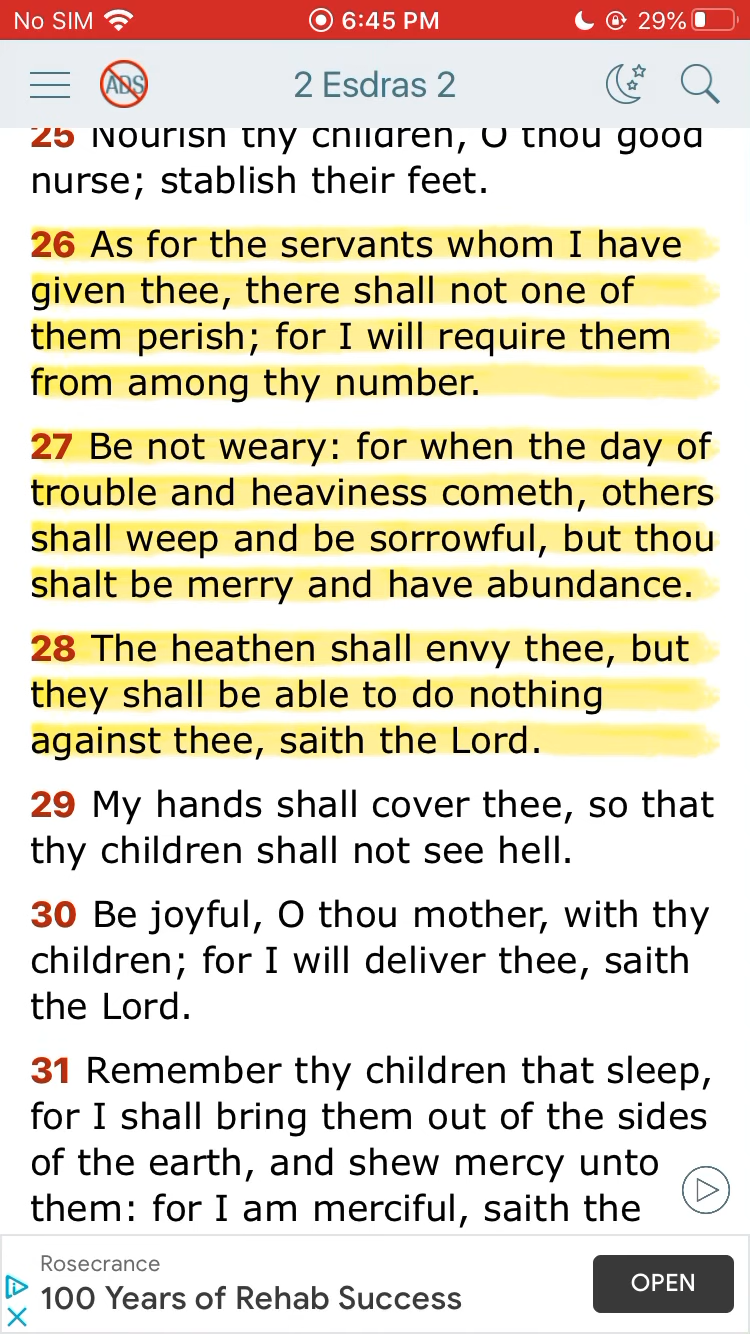 No SIM 6:45 PM 29%
ADS 2 Esdras 2
25 Nourish thy children, O thou good
nurse; stablish their feet.
26 As for the servants whom I have
given thee, there shall not one of
them perish; for I will require them
from among thy number.
27 Be not weary: for when the day of
trouble and heaviness cometh, others
shall weep and be sorrowful, but thou
shalt be merry and have abundance.
28 The heathen shall envy thee, but
they shall be able to do nothing
against thee, saith the Lord.
29 My hands shall cover thee, so that
thy children shall not see hell.
30 Be joyful, O thou mother, with thy
children; for I will deliver thee, saith
the Lord.
31 Remember thy children that sleep,
for I shall bring them out of the sides
of the earth, and shew mercy unto
them: for I am merciful, saith the
Rosecrance
100 Years of Rehab Success
OPEN